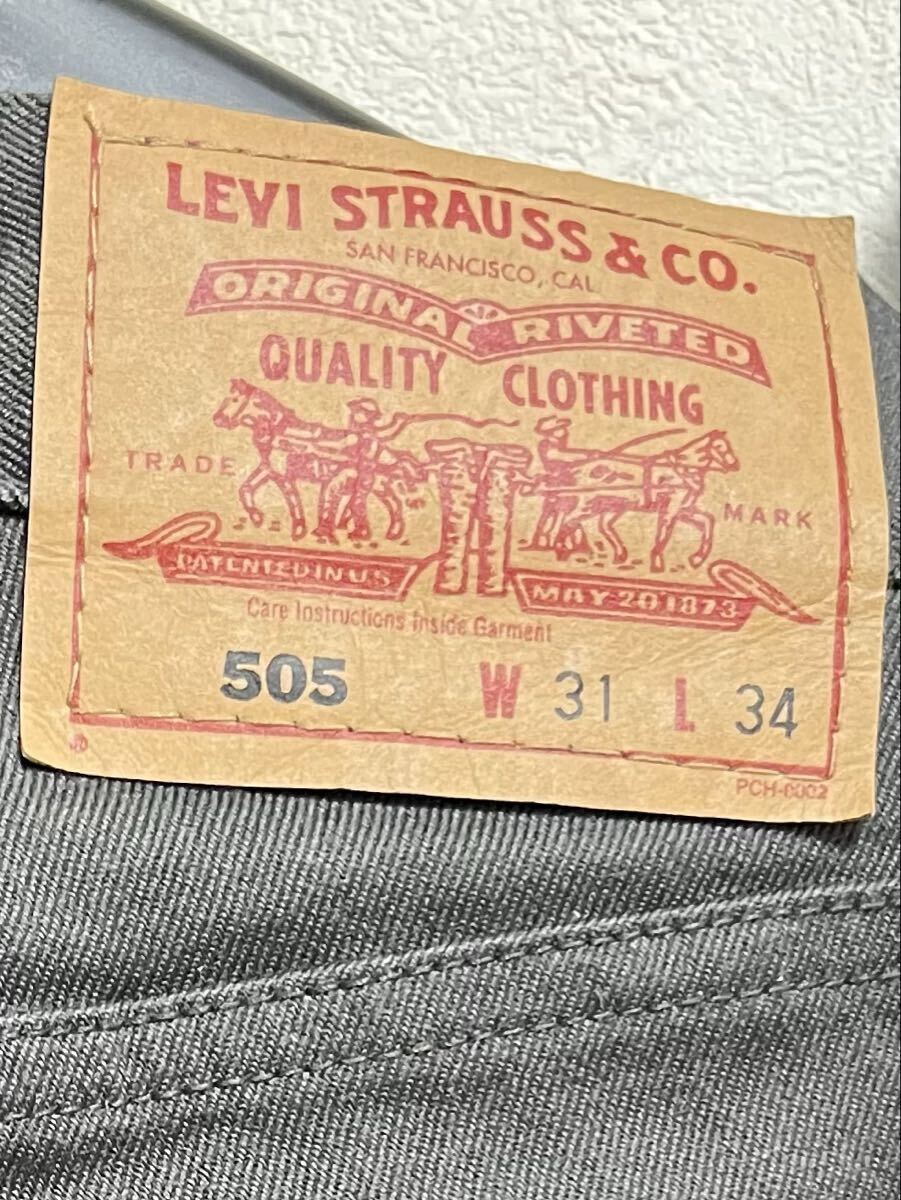 LEVI STRAUSS & CO.
SAN FRANCISCO, CAL
ORIGINAL RIVETED
QUALITY CLOTHING
TRADE MARK
PATENTED IN U S MAY 20 1873
Care Instructions Inside Garment
505 W 31 L 34
PCH-0002